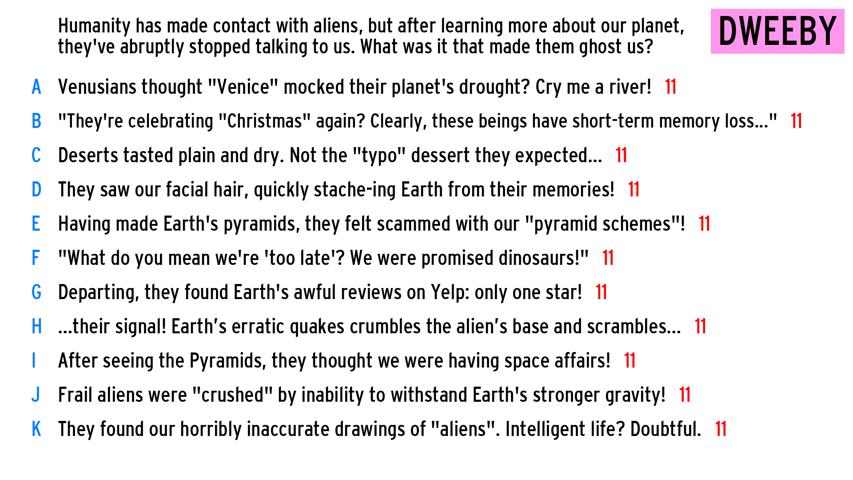 Humanity has made contact with aliens, but after learning more about our planet,
they've abruptly stopped talking to us. What was it that made them ghost us?
DWEEBY
A Venusians thought "Venice" mocked their planet's drought? Cry me a river! 11
B "They're celebrating "Christmas" again? Clearly, these beings have short-term memory loss..." 11
C Deserts tasted plain and dry. Not the "typo" dessert they expected... 11
D They saw our facial hair, quickly stache-ing Earth from their memories! 11
E Having made Earth's pyramids, they felt scammed with our "pyramid schemes"! 11
F "What do you mean we're 'too late'? We were promised dinosaurs!" 11
G Departing, they found Earth's awful reviews on Yelp: only one star! 11
H ...their signal! Earth’s erratic quakes crumbles the alien’s base and scrambles... 11
I After seeing the Pyramids, they thought we were having space affairs! 11
J Frail aliens were "crushed" by inability to withstand Earth's stronger gravity! 11
K They found our horribly inaccurate drawings of "aliens". Intelligent life? Doubtful. 11